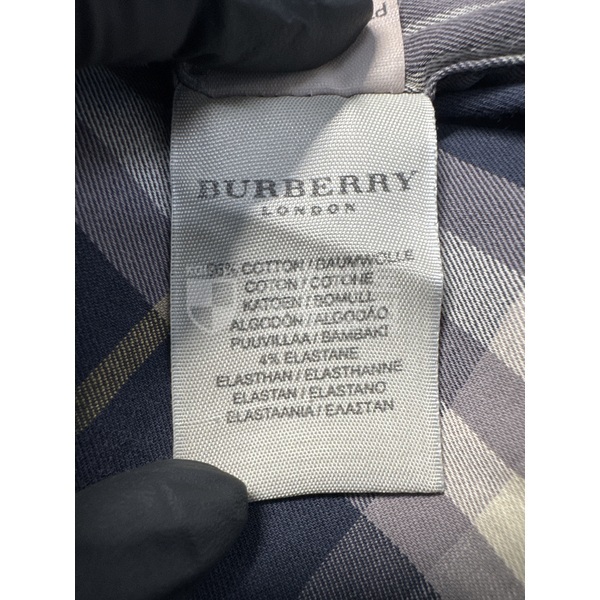 BURBERRY
LONDON
96% COTTON / BAUMWOLLE
COTON / COTONE
KATOEN / BOMULL
ALGODÓN / ALGODÃO
PUUVILLAA / BAMBAKI
4% ELASTANE
ELASTHAN / ELASTHANNE
ELASTAN / ELASTANO
ELASTAANIA / ΕΛΑΣΤΑΝ